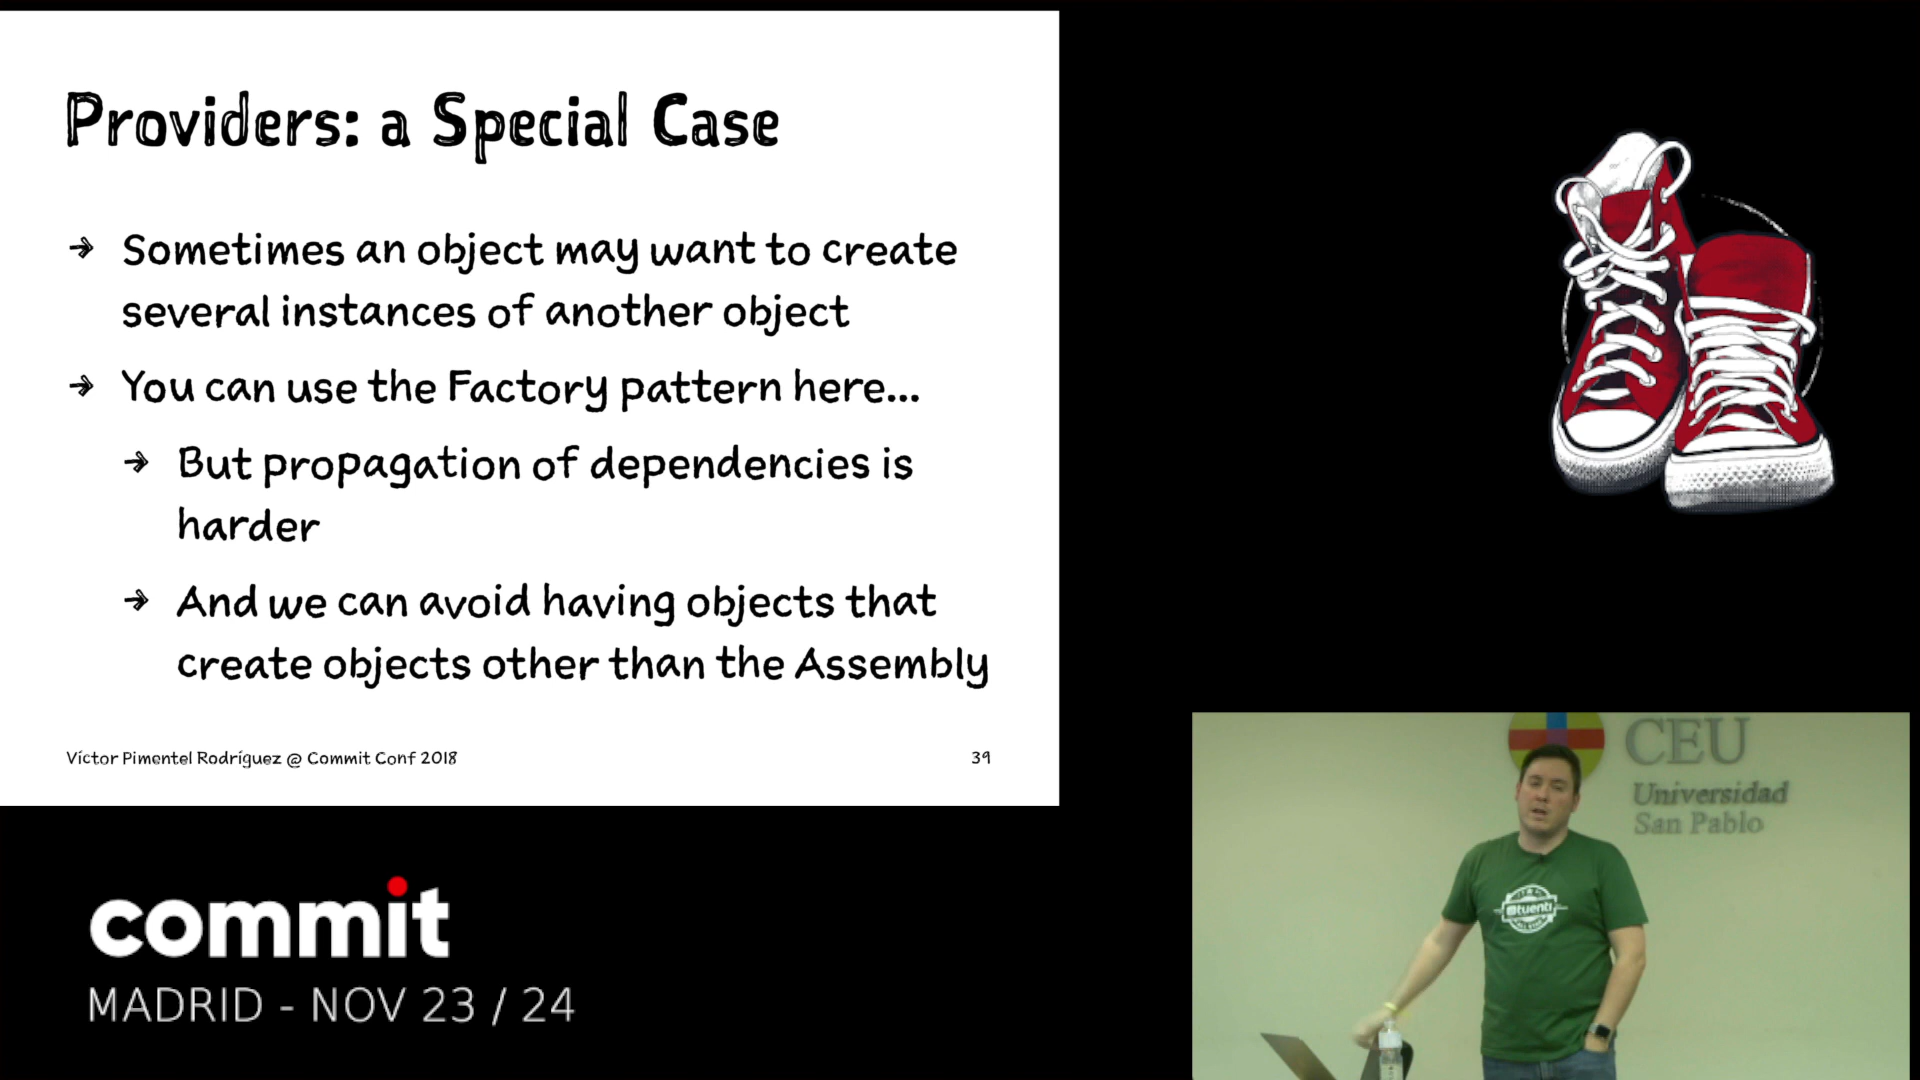 Providers: a Special Case
→ Sometimes an object may want to create
several instances of another object
→ You can use the Factory pattern here...
→ But propagation of dependencies is
harder
→ And we can avoid having objects that
create objects other than the Assembly
Víctor Pimentel Rodríguez @ Commit Conf 2018
39
commit
MADRID - NOV 23 / 24
CEU
Universidad
San Pablo
tuenti